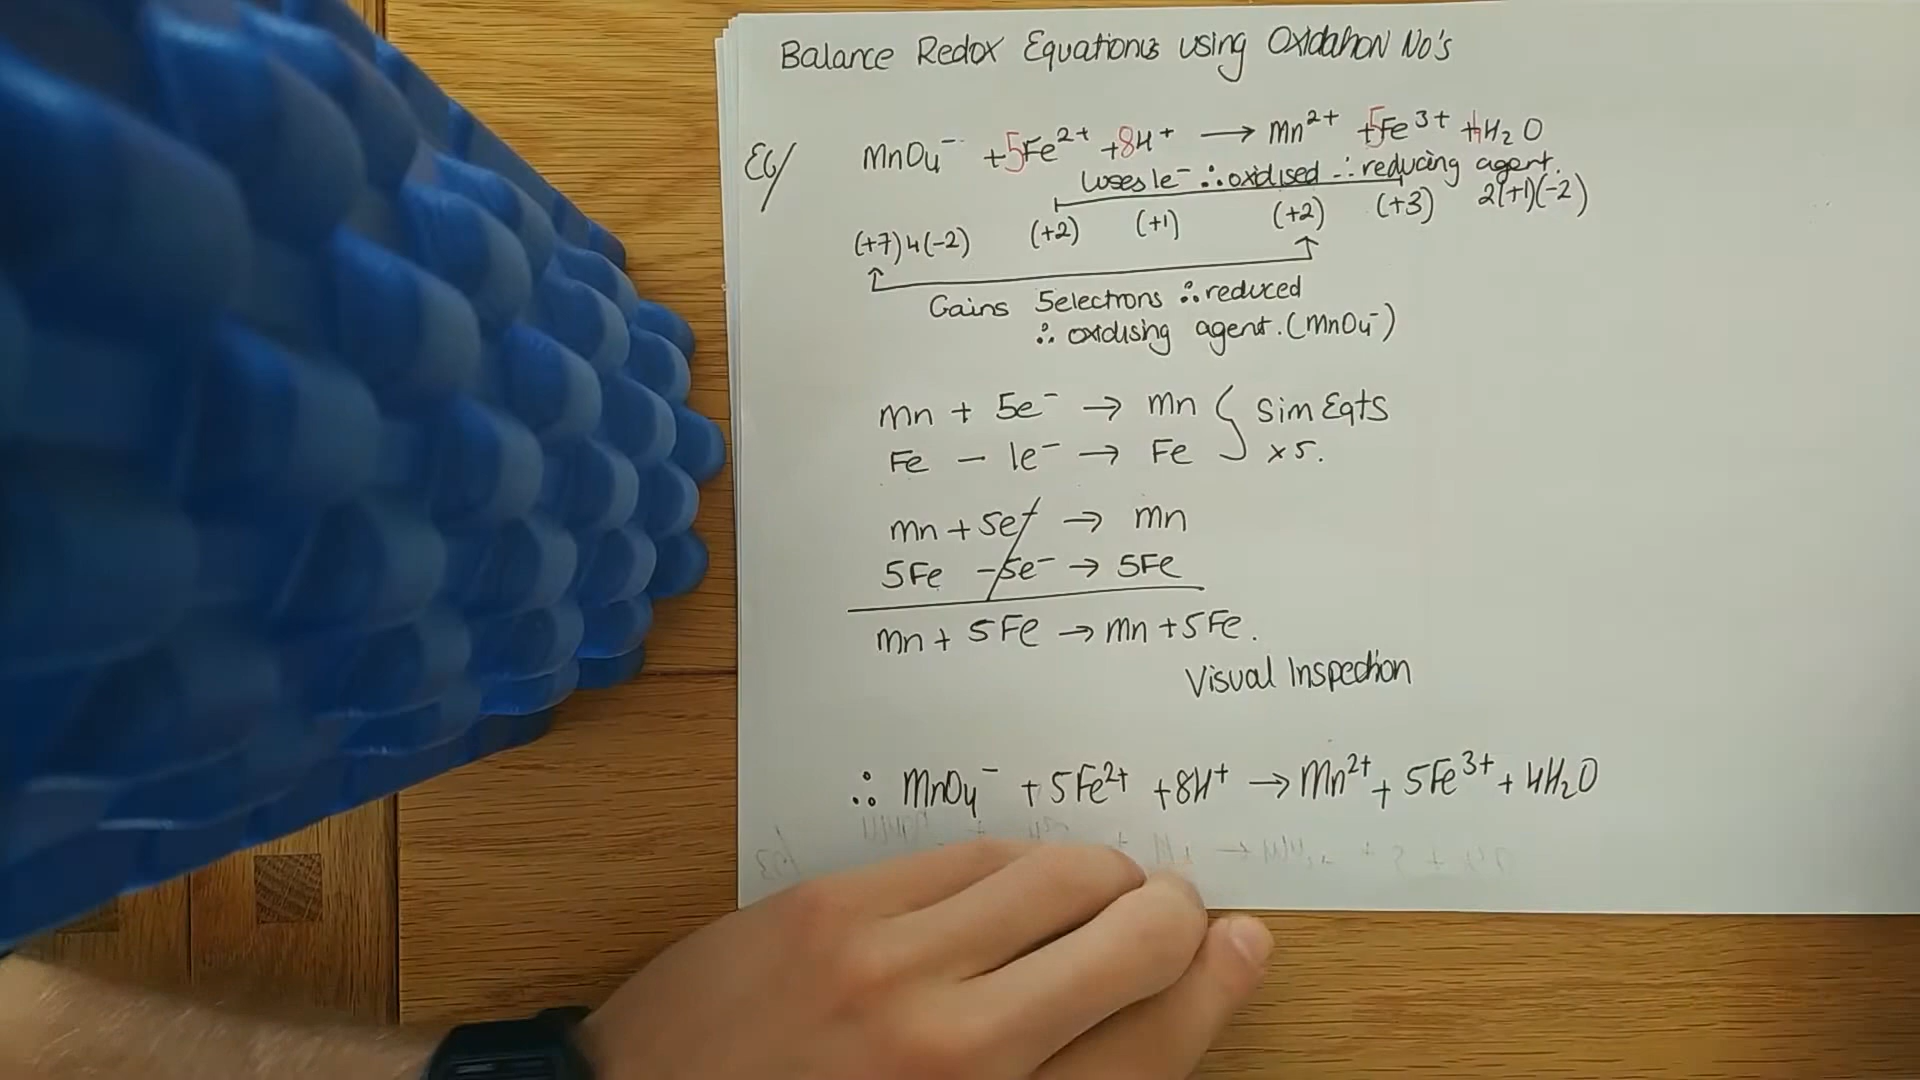 Balance Redox Equations using Oxidation No's
EG/ MnO₄⁻ + 5Fe²⁺ + 8H⁺ → Mn²⁺ + 5Fe³⁺ + 4H₂O
Loses 1e⁻ ∴ oxidised ∴ reducing agent.
(+7)4(-2) (+2) (+1) (+2) (+3) 2(+1)(-2)
Gains 5electrons ∴ reduced
∴ oxidising agent. (MnO₄⁻)
Mn + 5e⁻ → Mn } Sim Eqts
Fe - 1e⁻ → Fe x 5.
Mn + 5e⁻ → Mn
5Fe - 5e⁻ → 5Fe
Mn + 5Fe → Mn + 5Fe.
Visual Inspection
∴ MnO₄⁻ + 5Fe²⁺ + 8H⁺ → Mn²⁺ + 5Fe³⁺ + 4H₂O